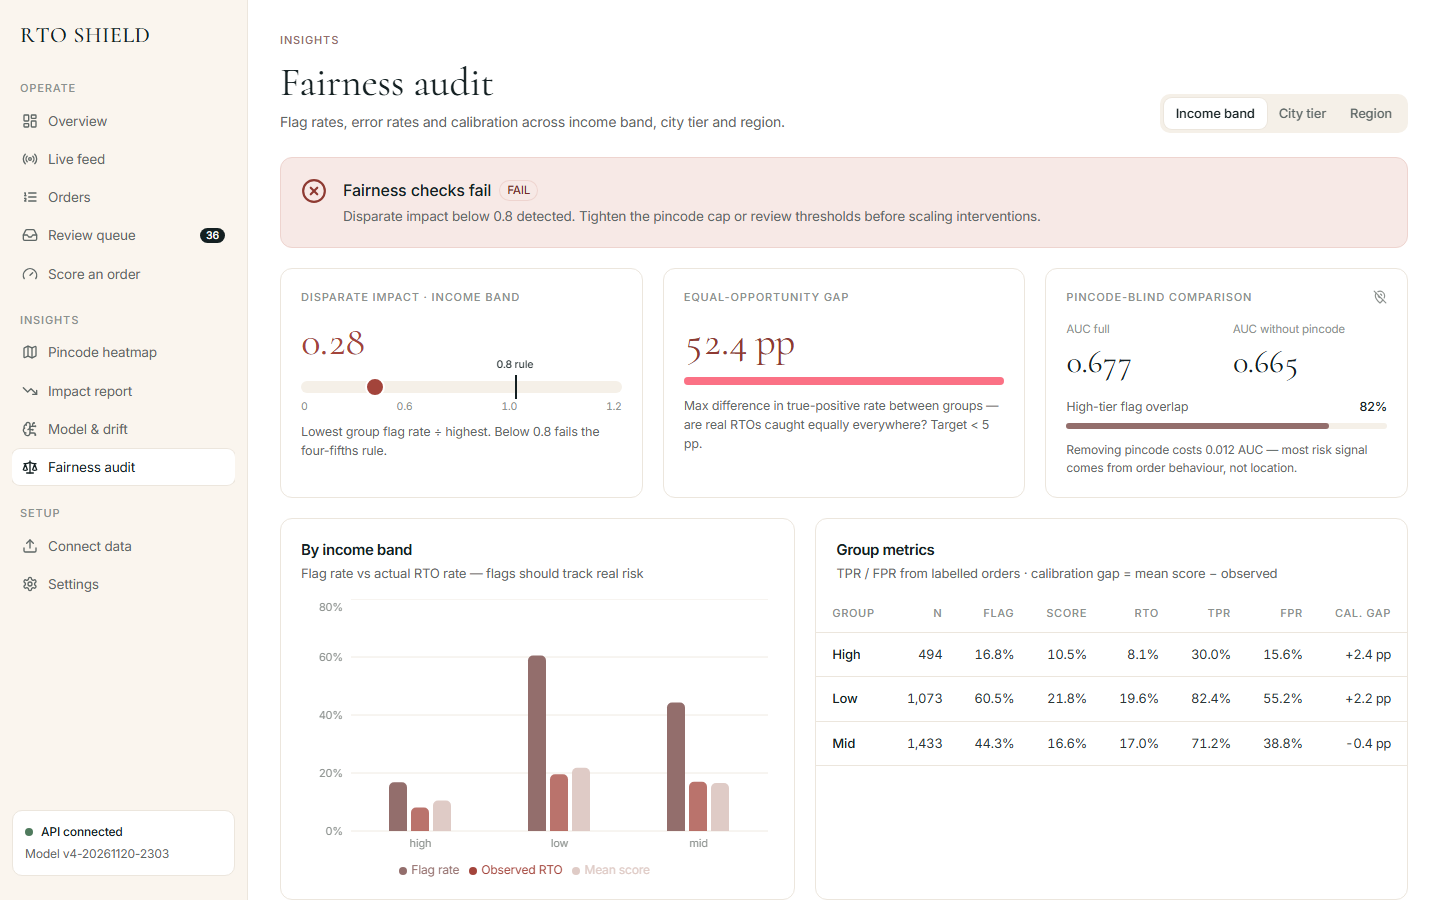 RTO SHIELD
OPERATE
Overview
Live feed
Orders
Review queue 36
Score an order
INSIGHTS
Pincode heatmap
Impact report
Model & drift
Fairness audit
SETUP
Connect data
Settings
API connected
Model v4-20261120-2303
INSIGHTS
Fairness audit
Flag rates, error rates and calibration across income band, city tier and region.
Income band City tier Region
Fairness checks fail FAIL
Disparate impact below 0.8 detected. Tighten the pincode cap or review thresholds before scaling interventions.
DISPARATE IMPACT · INCOME BAND
0.28
0.8 rule
0 0.6 1.0 1.2
Lowest group flag rate ÷ highest. Below 0.8 fails the
four-fifths rule.
EQUAL-OPPORTUNITY GAP
52.4 pp
Max difference in true-positive rate between groups —
are real RTOs caught equally everywhere? Target < 5
pp.
PINCODE-BLIND COMPARISON
AUC full AUC without pincode
0.677 0.665
High-tier flag overlap 82%
Removing pincode costs 0.012 AUC — most risk signal
comes from order behaviour, not location.
By income band
Flag rate vs actual RTO rate — flags should track real risk
80%
60%
40%
20%
0%
high low mid
Flag rate Observed RTO Mean score
Group metrics
TPR / FPR from labelled orders · calibration gap = mean score − observed
GROUP N FLAG SCORE RTO TPR FPR CAL. GAP
High 494 16.8% 10.5% 8.1% 30.0% 15.6% +2.4 pp
Low 1,073 60.5% 21.8% 19.6% 82.4% 55.2% +2.2 pp
Mid 1,433 44.3% 16.6% 17.0% 71.2% 38.8% -0.4 pp